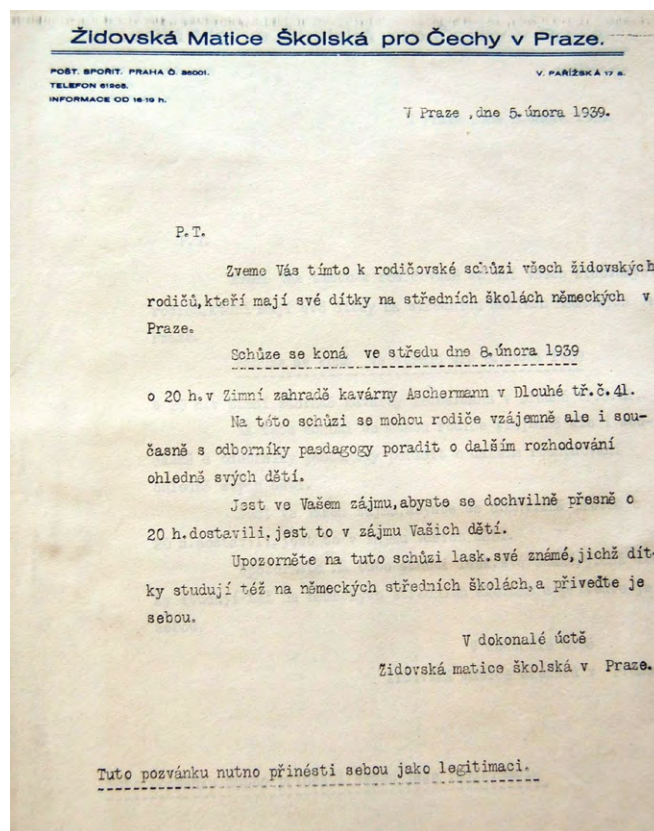 Židovská Matice Školská pro Čechy v Praze.
POŠT. SPOŘIT. PRAHA Č. 86001.
V. PAŘÍŽSKÁ 17 a.
TELEFON 61968.
INFORMACE OD 16-19 h.
V Praze ,dne 5.února 1939.
P.T.
Zveme Vás tímto k rodičovské schůzi všech židovských
rodičů,kteří mají své dítky na středních školách německých v
Praze.
Schůze se koná ve středu dne 8.února 1939
o 20 h.v Zimní zahradě kavárny Aschermann v Dlouhé tř.č.41.
Na této schůzi se mohou rodiče vzájemně ale i sou-
časně s odborníky paedagogy poradit o dalším rozhodování
ohledně svých dětí.
Jest ve Vašem zájmu,abyste se dochvilně přesně o
20 h.dostavili,jest to v zájmu Vašich dětí.
Upozorněte na tuto schůzi lask.své známé,jichž dít-
ky studují též na německých středních školách,a přiveďte je
sebou.
V dokonalé úctě
Židovská matice školská v Praze.
Tuto pozvánku nutno přinésti sebou jako legitimaci.